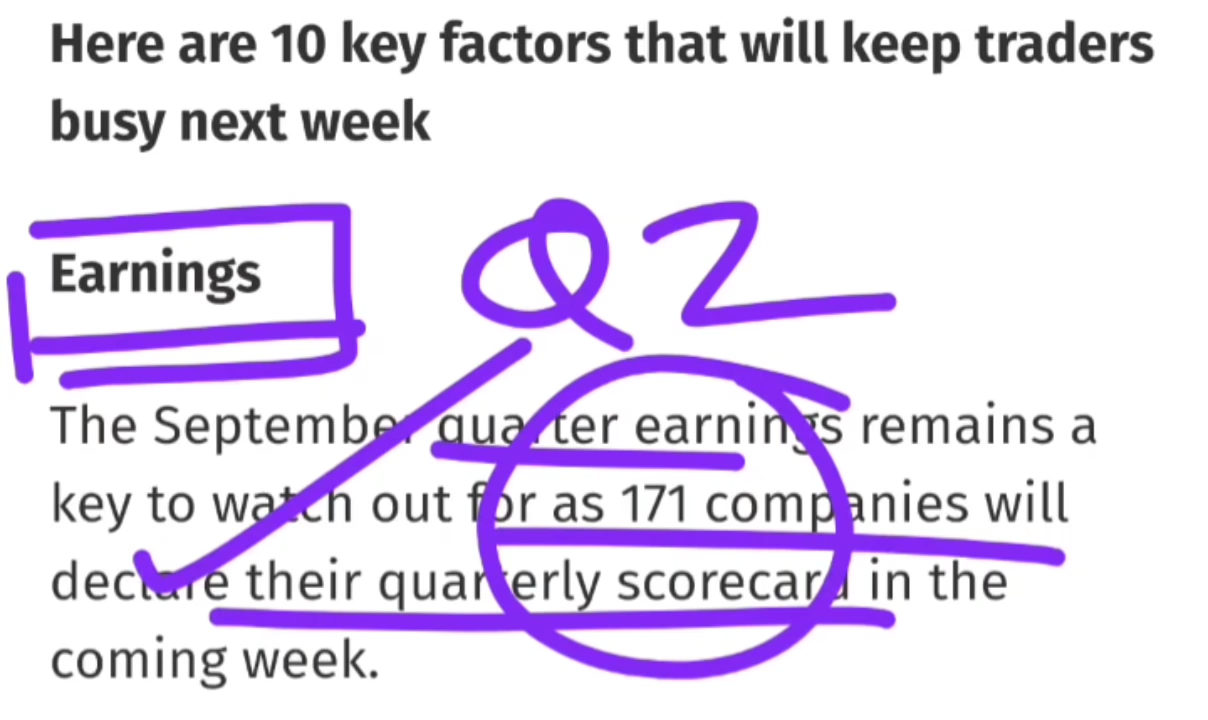 Here are 10 key factors that will keep traders
busy next week
Earnings
Q2
The September quarter earnings remains a
key to watch out for as 171 companies will
declare their quarterly scorecard in the
coming week.